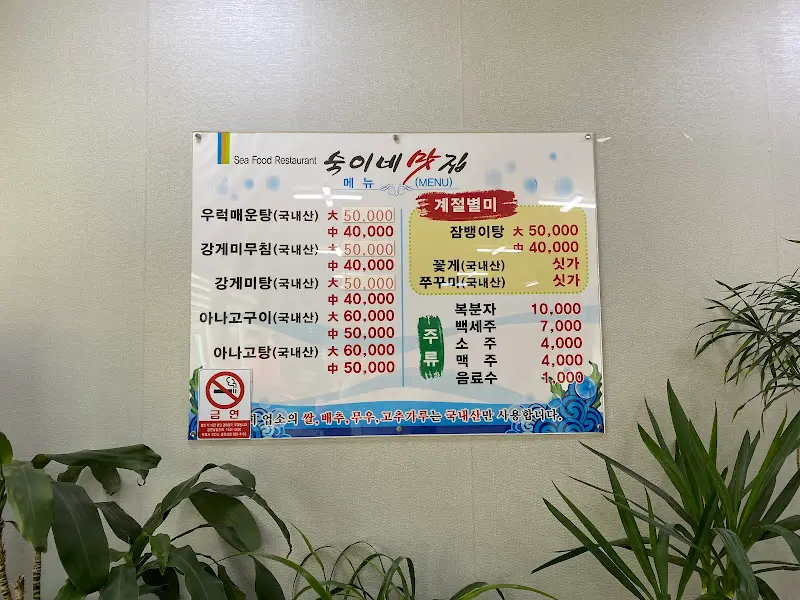 Sea Food Restaurant 숙이네맛집
메뉴 (MENU)
우럭매운탕(국내산) 大 50,000
中 40,000
강게미무침(국내산) 大 50,000
中 40,000
강게미탕(국내산) 大 50,000
中 40,000
아나고구이(국내산) 大 60,000
中 50,000
아나고탕(국내산) 大 60,000
中 50,000
계절별미
잠뱅이탕 大 50,000
中 40,000
꽃게(국내산) 싯가
쭈꾸미(국내산) 싯가
주류
복분자 10,000
백세주 7,000
소 주 4,000
맥 주 4,000
음료수 1,000
금연
업소의 쌀,배추,무우,고추가루는 국내산만 사용합니다.